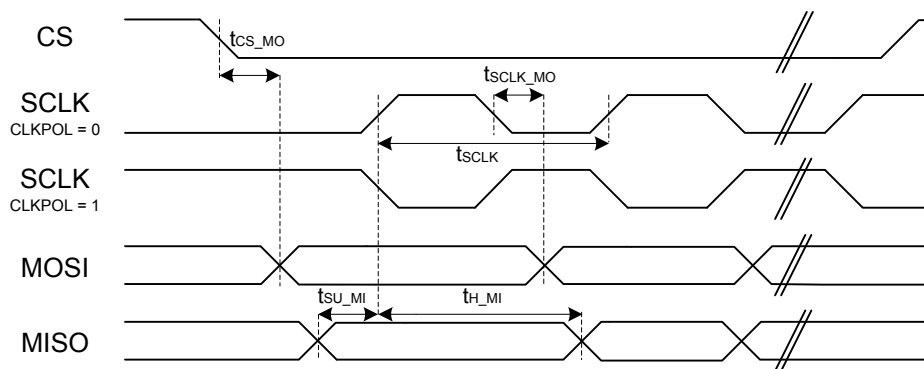 CS
tCS_MO
tSCLK_MO
SCLK
CLKPOL = 0
tSCLK
SCLK
CLKPOL = 1
MOSI
tSU_MI
tH_MI
MISO